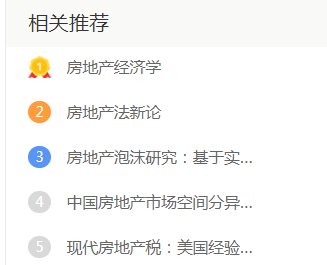 相关推荐
1 房地产经济学
2 房地产法新论
3 房地产泡沫研究：基于实...
4 中国房地产市场空间分异...
5 现代房地产税：美国经验...